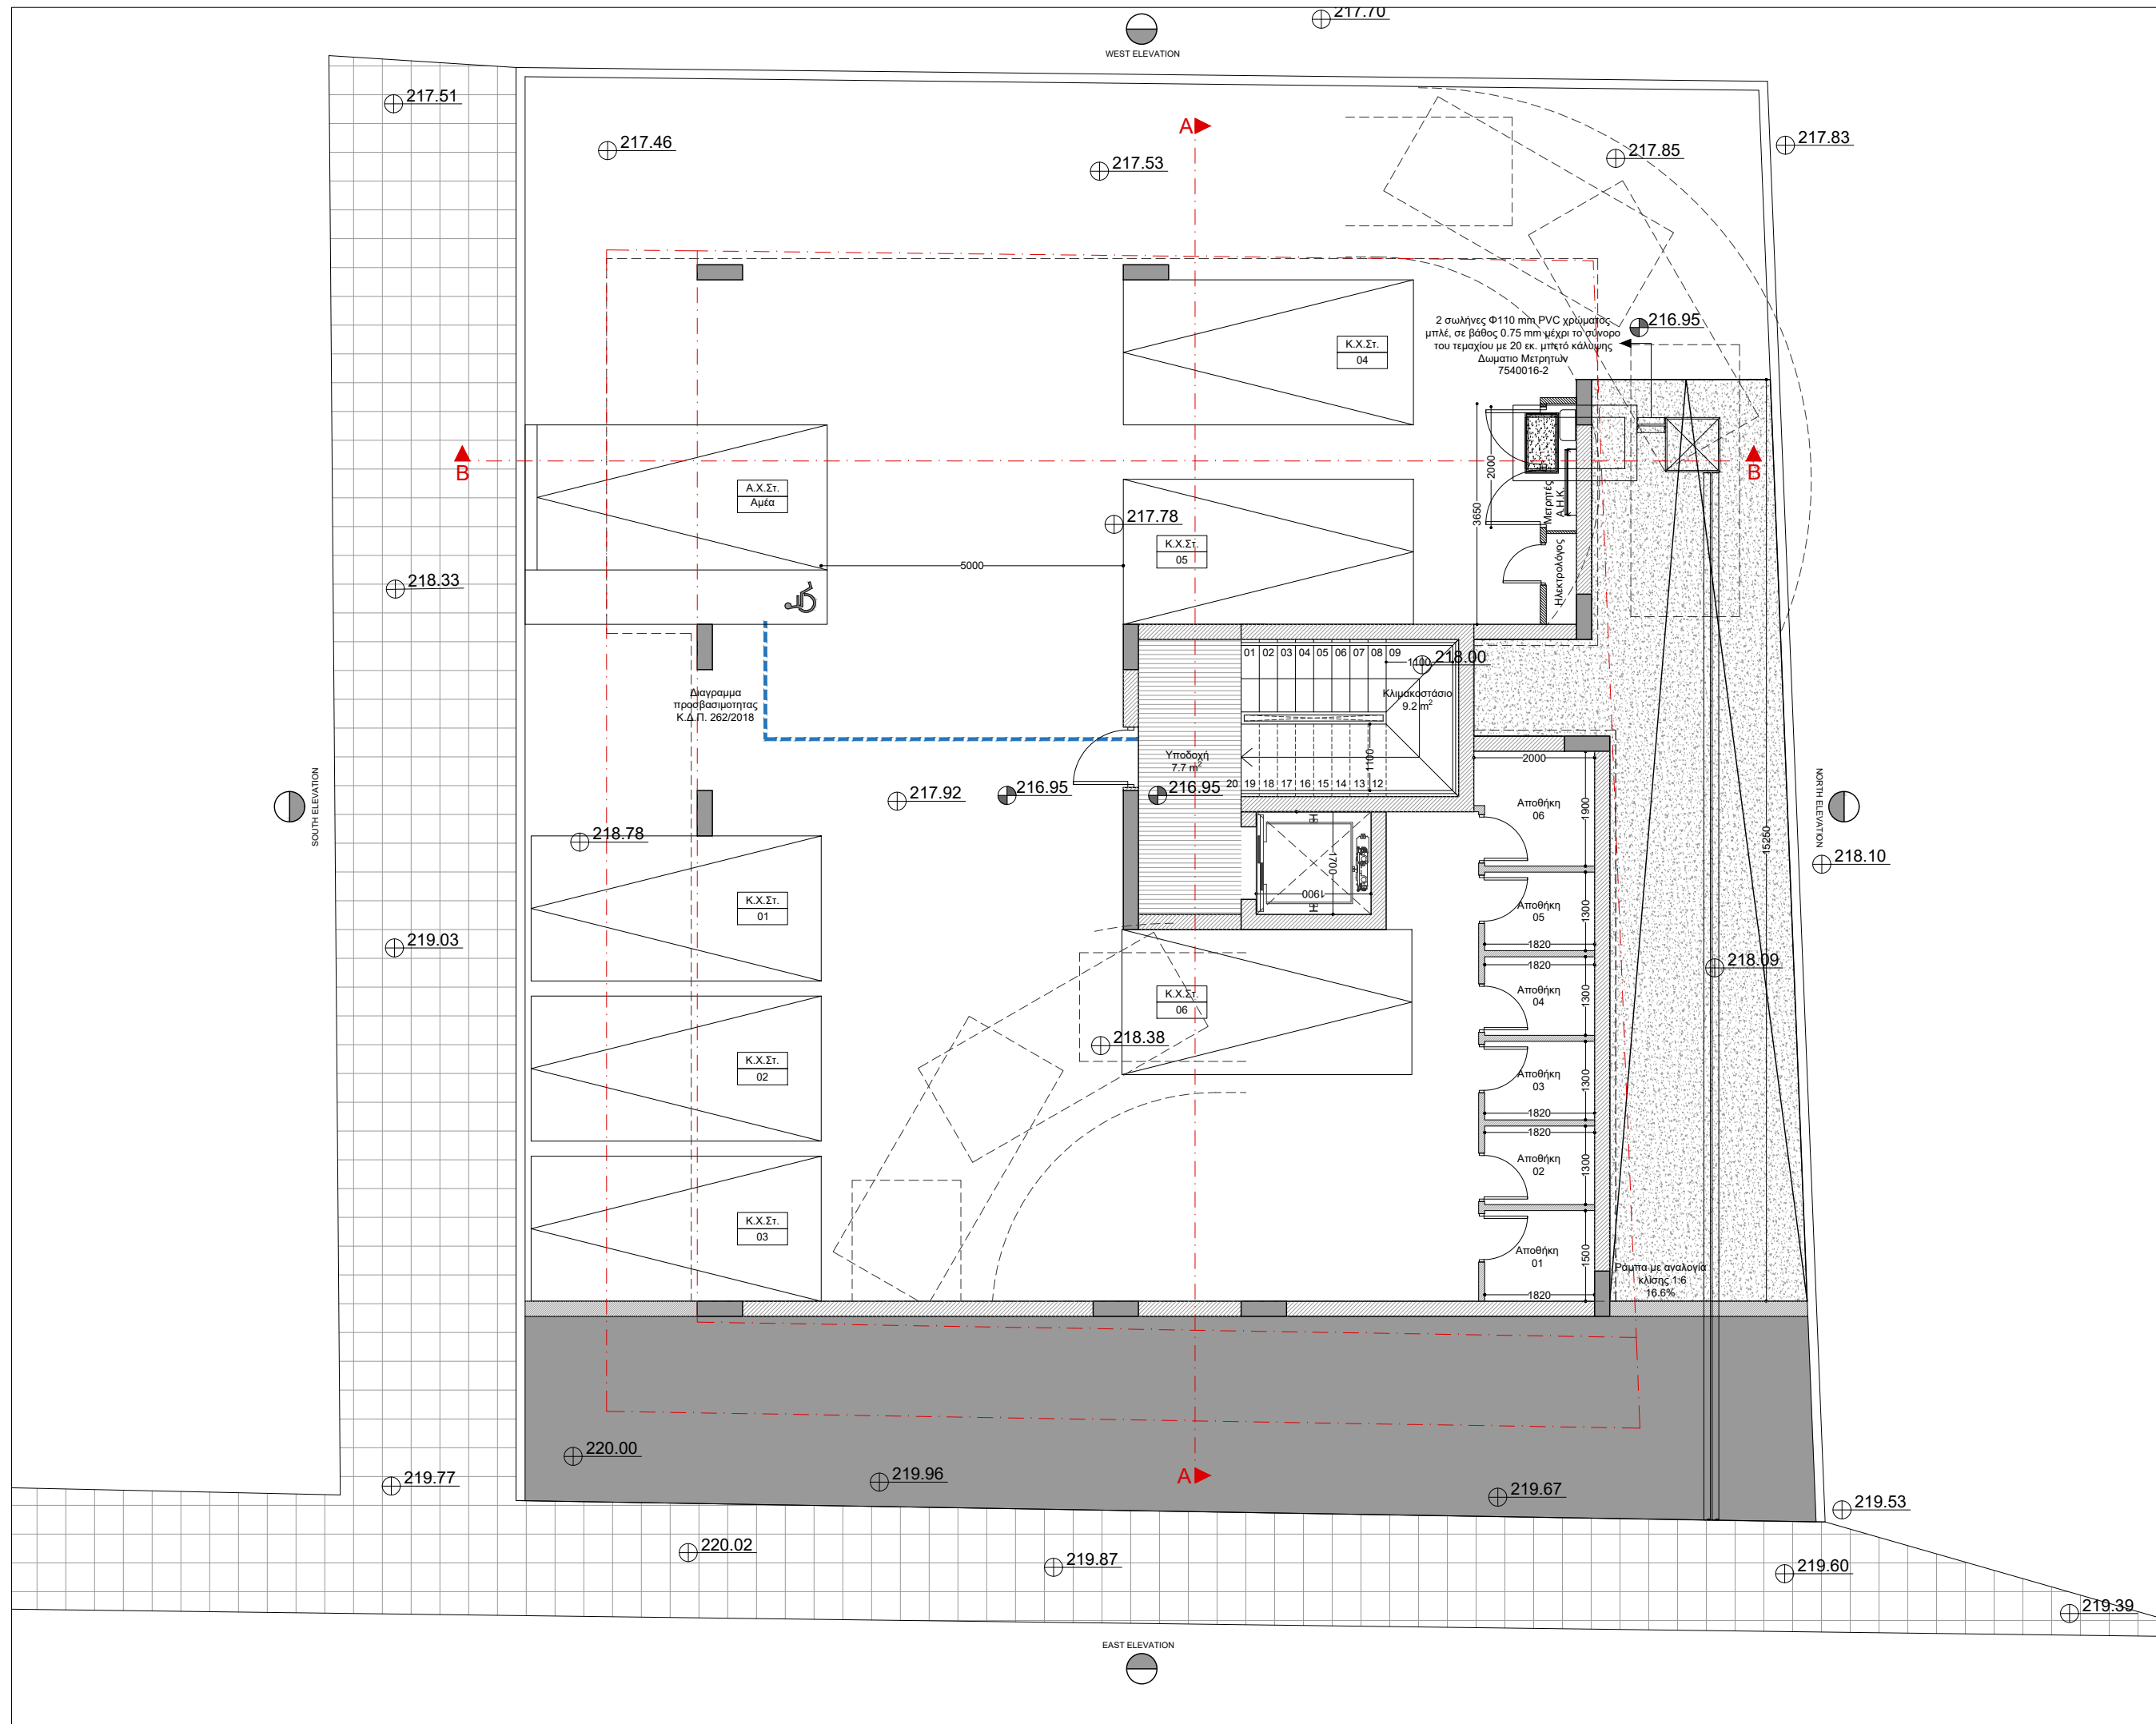 217.70
WEST ELEVATION
217.51
217.46
A
217.53
217.85
217.83
2 σωλήνες Φ110 mm PVC χρώματος
μπλέ, σε βάθος 0.75 mm μέχρι το σύνορο
του τεμαχίου με 20 εκ. μπετό κάλυψης
Δωματιο Μετρητών
7540016-2
216.95
Κ.Χ.Στ.
04
B
B
Α.Χ.Στ.
Αμέα
2000
3650
Μετρητές
Α.Η.Κ.
217.78
Κ.Χ.Στ.
05
5000
218.33
Ηλεκτρολόγος
01 02 03 04 05 06 07 08 09
1100
218.00
Διαγραμμα
προσβασιμοτητας
Κ.Δ.Π. 262/2018
Κλιμακοστάσιο
9.2 m²
Υποδοχή
7.7 m²
1100
2000
20 19 18 17 16 15 14 13 12
217.92
216.95
216.95
SOUTH ELEVATION
NORTH ELEVATION
Αποθήκη
06
1900
218.78
15250
218.10
1700
1900
Κ.Χ.Στ.
01
Αποθήκη
05
1300
1820
219.03
218.09
1820
Αποθήκη
04
1300
Κ.Χ.Στ.
06
218.38
Κ.Χ.Στ.
02
Αποθήκη
03
1300
1820
1820
Αποθήκη
02
1300
Κ.Χ.Στ.
03
Αποθήκη
01
1500
1820
Ράμπα με αναλογία
κλίσης 1:6
16.6%
220.00
219.77
219.96
A
219.67
219.53
220.02
219.87
219.60
219.39
EAST ELEVATION